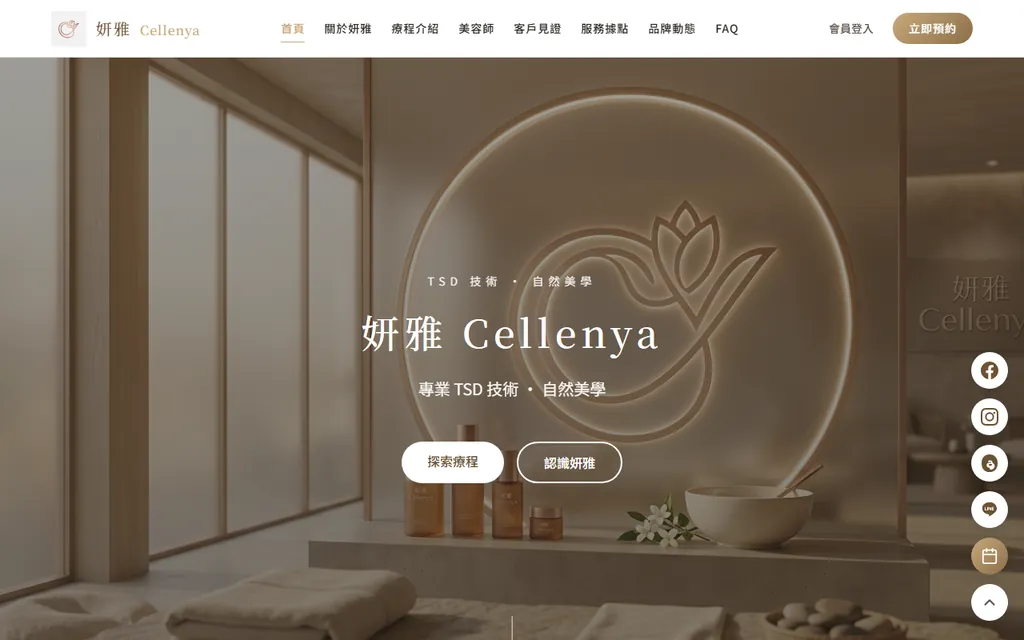 妍雅 Cellenya
首頁 關於妍雅 療程介紹 美容師 客戶見證 服務據點 品牌動態 FAQ
會員登入 立即預約
TSD 技術 · 自然美學
妍雅
Celleny
妍雅 Cellenya
專業 TSD 技術 · 自然美學
探索療程 認識妍雅
LINE